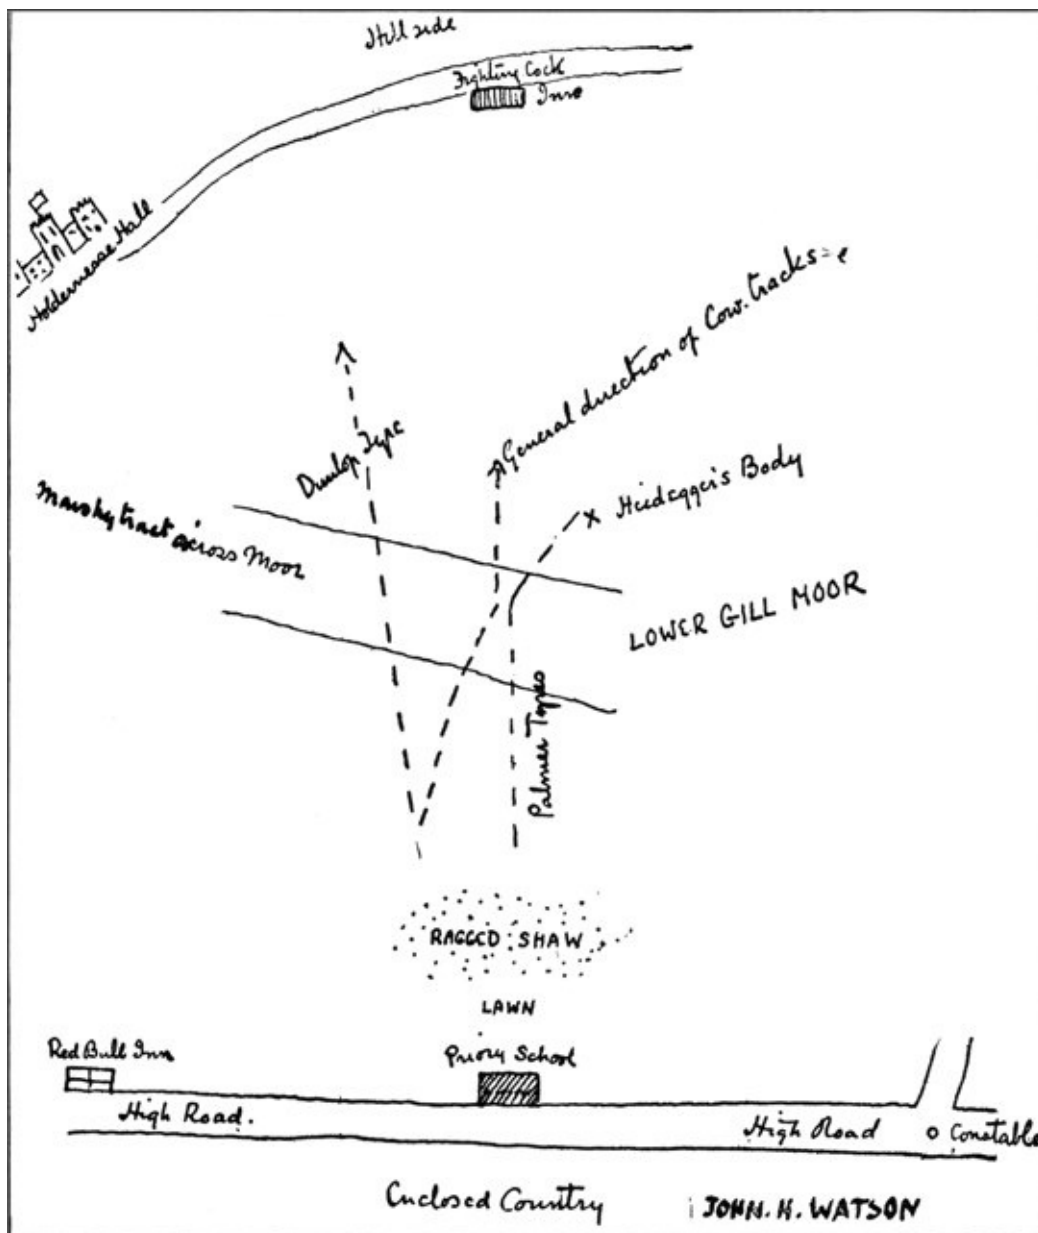 Hill side
Fighting Cock
Inn
Holdernesse Hall
General direction of Cow. tracks
Dunlop Tyre
Heidegger's Body
Marshy tract across Moor
LOWER GILL MOOR
Palmer Tyres
RAGGED SHAW
LAWN
Red Bull Inn
Priory School
High Road.
High Road
Constable
Enclosed Country
JOHN. H. WATSON